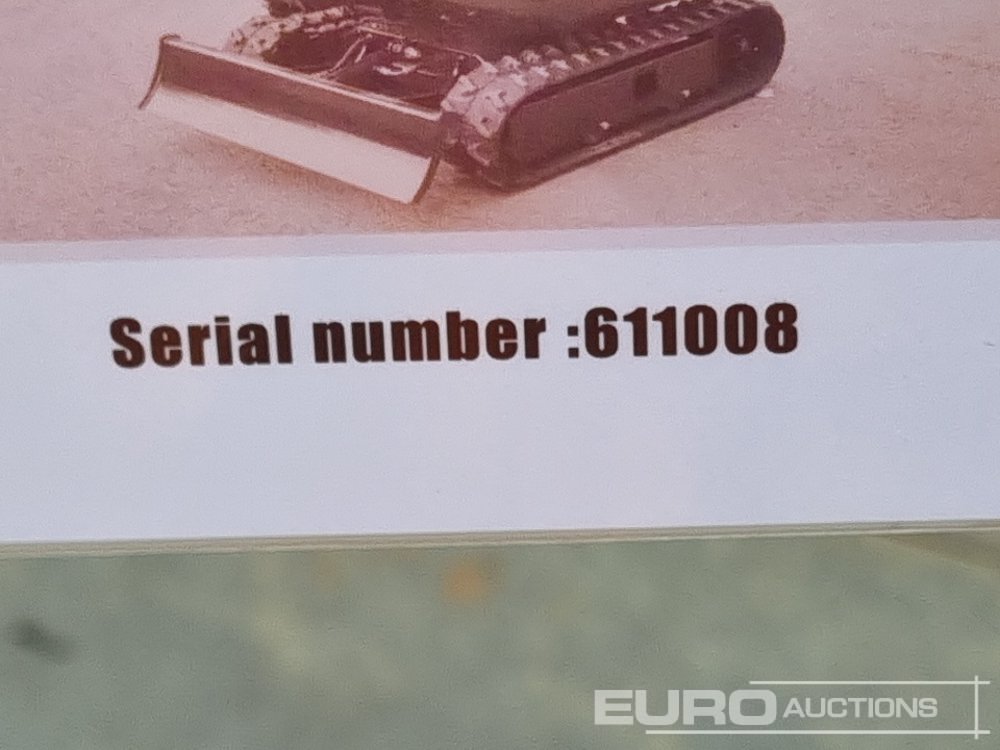 Serial number :611008
EURO AUCTIONS